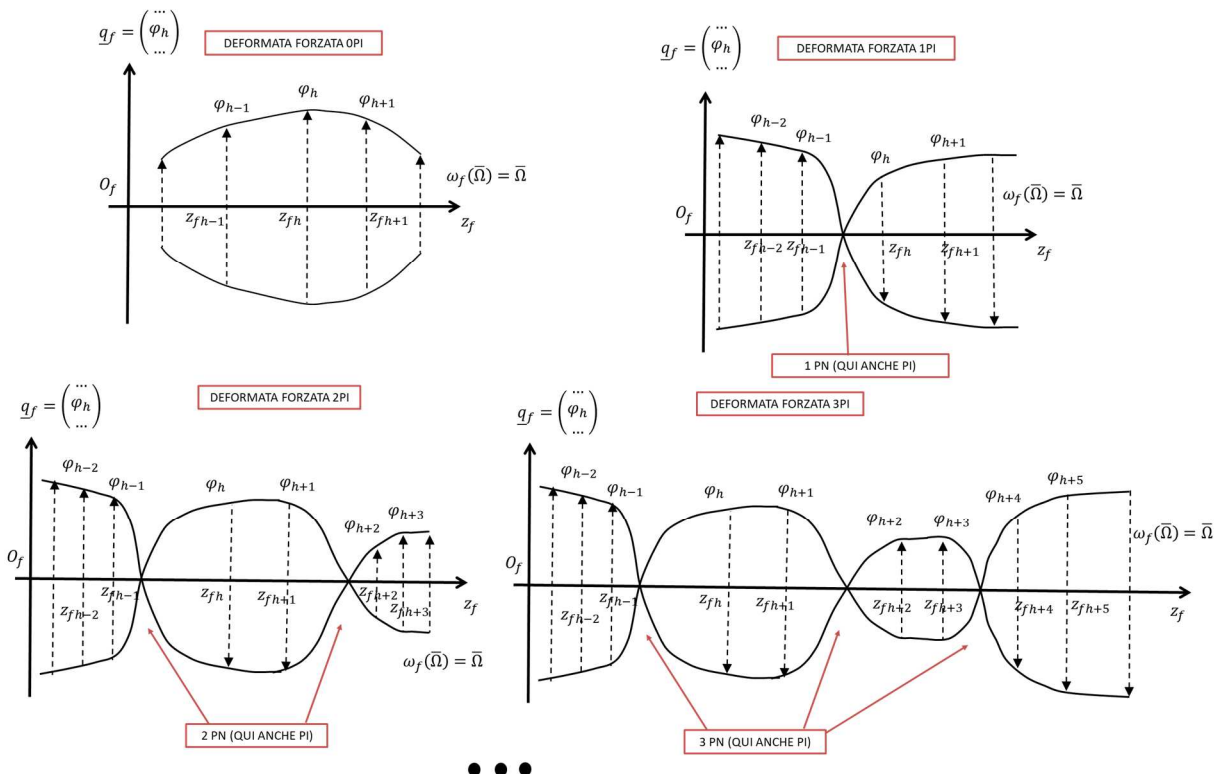 q_f = (... φ_h ...)
DEFORMATA FORZATA 0PI
φ_{h−1}
φ_h
φ_{h+1}
O_f
ω_f(Ω̅) = Ω̅
z_{fh−1}
z_{fh}
z_{fh+1}
z_f
q_f = (... φ_h ...)
DEFORMATA FORZATA 1PI
φ_{h−2}
φ_{h−1}
φ_h
φ_{h+1}
ω_f(Ω̅) = Ω̅
O_f
z_{fh−2}
z_{fh−1}
z_{fh}
z_{fh+1}
z_f
1 PN (QUI ANCHE PI)
q_f = (... φ_h ...)
DEFORMATA FORZATA 2PI
φ_{h−2}
φ_{h−1}
φ_h
φ_{h+1}
φ_{h+2}
φ_{h+3}
O_f
z_{fh−2}
z_{fh−1}
z_{fh}
z_{fh+1}
z_{fh+2}
z_{fh+3}
z_f
ω_f(Ω̅) = Ω̅
2 PN (QUI ANCHE PI)
q_f = (... φ_h ...)
DEFORMATA FORZATA 3PI
φ_{h−2}
φ_{h−1}
φ_h
φ_{h+1}
φ_{h+2}
φ_{h+3}
φ_{h+4}
φ_{h+5}
ω_f(Ω̅) = Ω̅
O_f
z_{fh−2}
z_{fh−1}
z_{fh}
z_{fh+1}
z_{fh+2}
z_{fh+3}
z_{fh+4}
z_{fh+5}
z_f
3 PN (QUI ANCHE PI)
•••